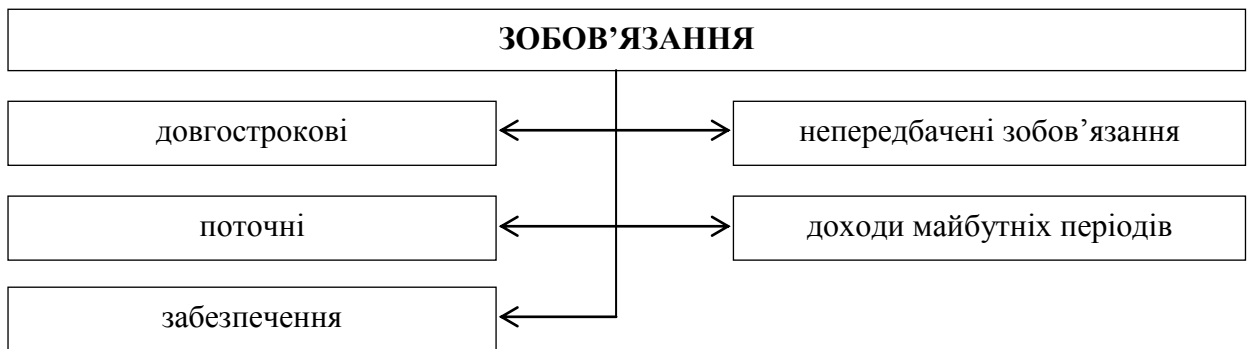 ЗОБОВ’ЯЗАННЯ
довгострокові
непередбачені зобов’язання
поточні
доходи майбутніх періодів
забезпечення